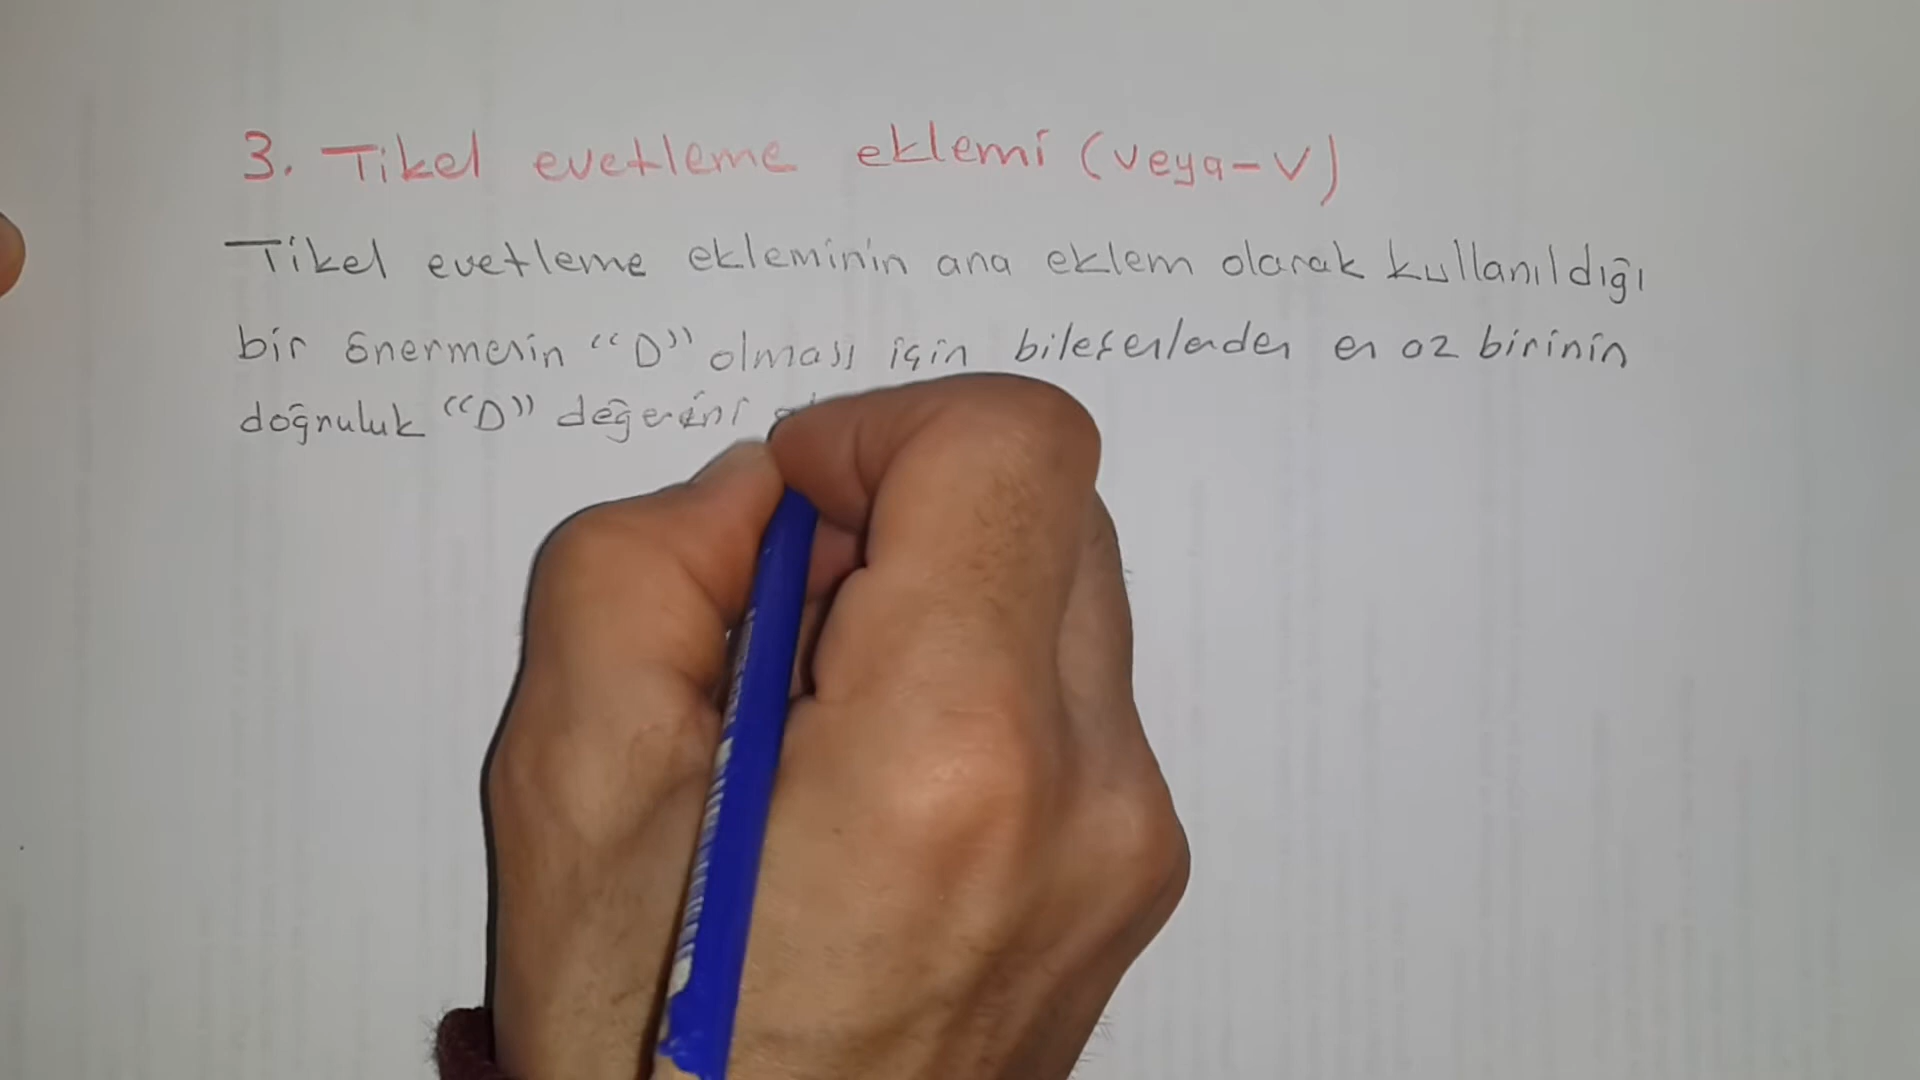 3. Tikel evetleme eklemi (veya-V)
Tikel evetleme ekleminin ana eklem olarak kullanıldığı
bir önermesin “D” olması için bileşenlerden en az birinin
doğruluk “D” değerini